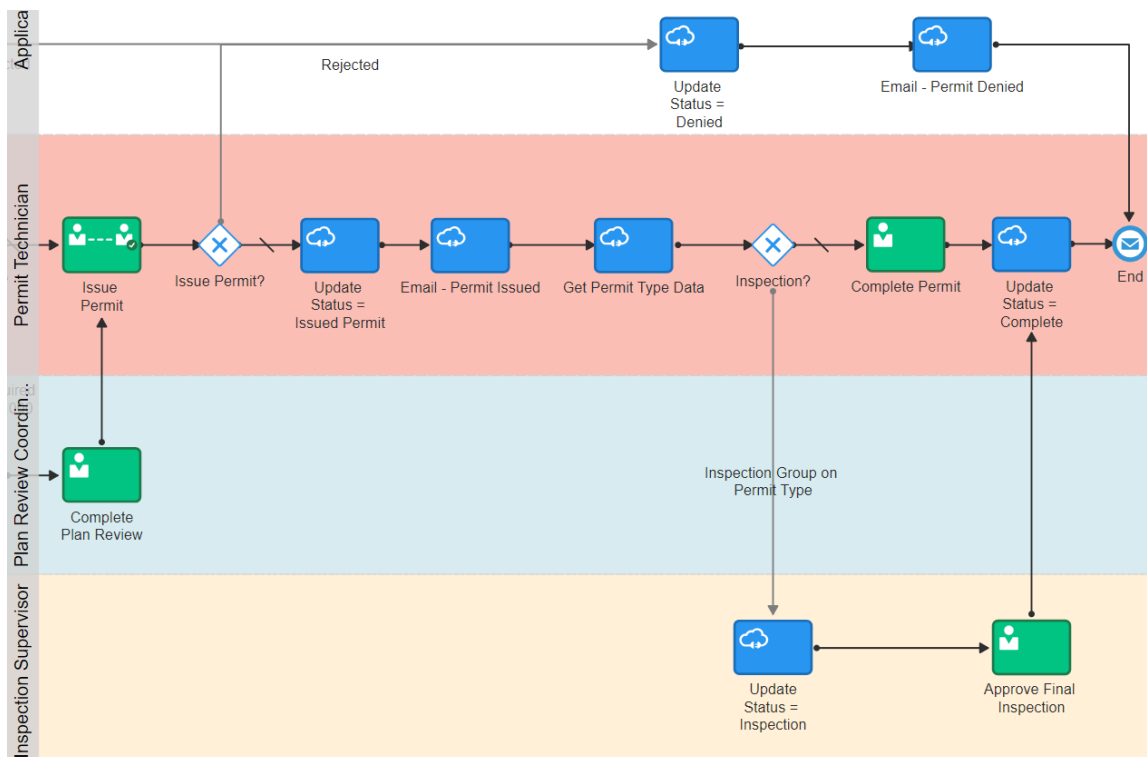 Applica
Rejected
Update
Status =
Denied
Email - Permit Denied
Permit Technician
Issue
Permit
Issue Permit?
Update
Status =
Issued Permit
Email - Permit Issued
Get Permit Type Data
Inspection?
Complete Permit
Update
Status =
Complete
End
Plan Review Coordin...
Complete
Plan Review
Inspection Group on
Permit Type
Inspection Supervisor
Update
Status =
Inspection
Approve Final
Inspection